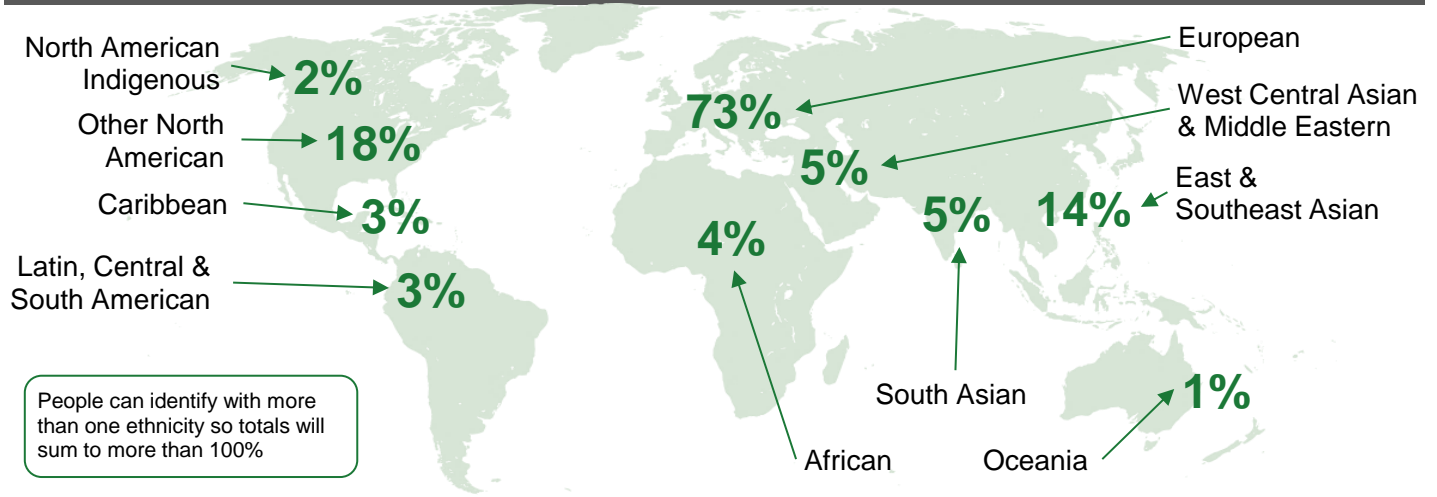 North American
Indigenous
2%
Other North
American
18%
Caribbean
3%
Latin, Central &
South American
3%
People can identify with more
than one ethnicity so totals will
sum to more than 100%
European
73%
West Central Asian
& Middle Eastern
5%
East &
Southeast Asian
14%
5%
South Asian
4%
African
1%
Oceania